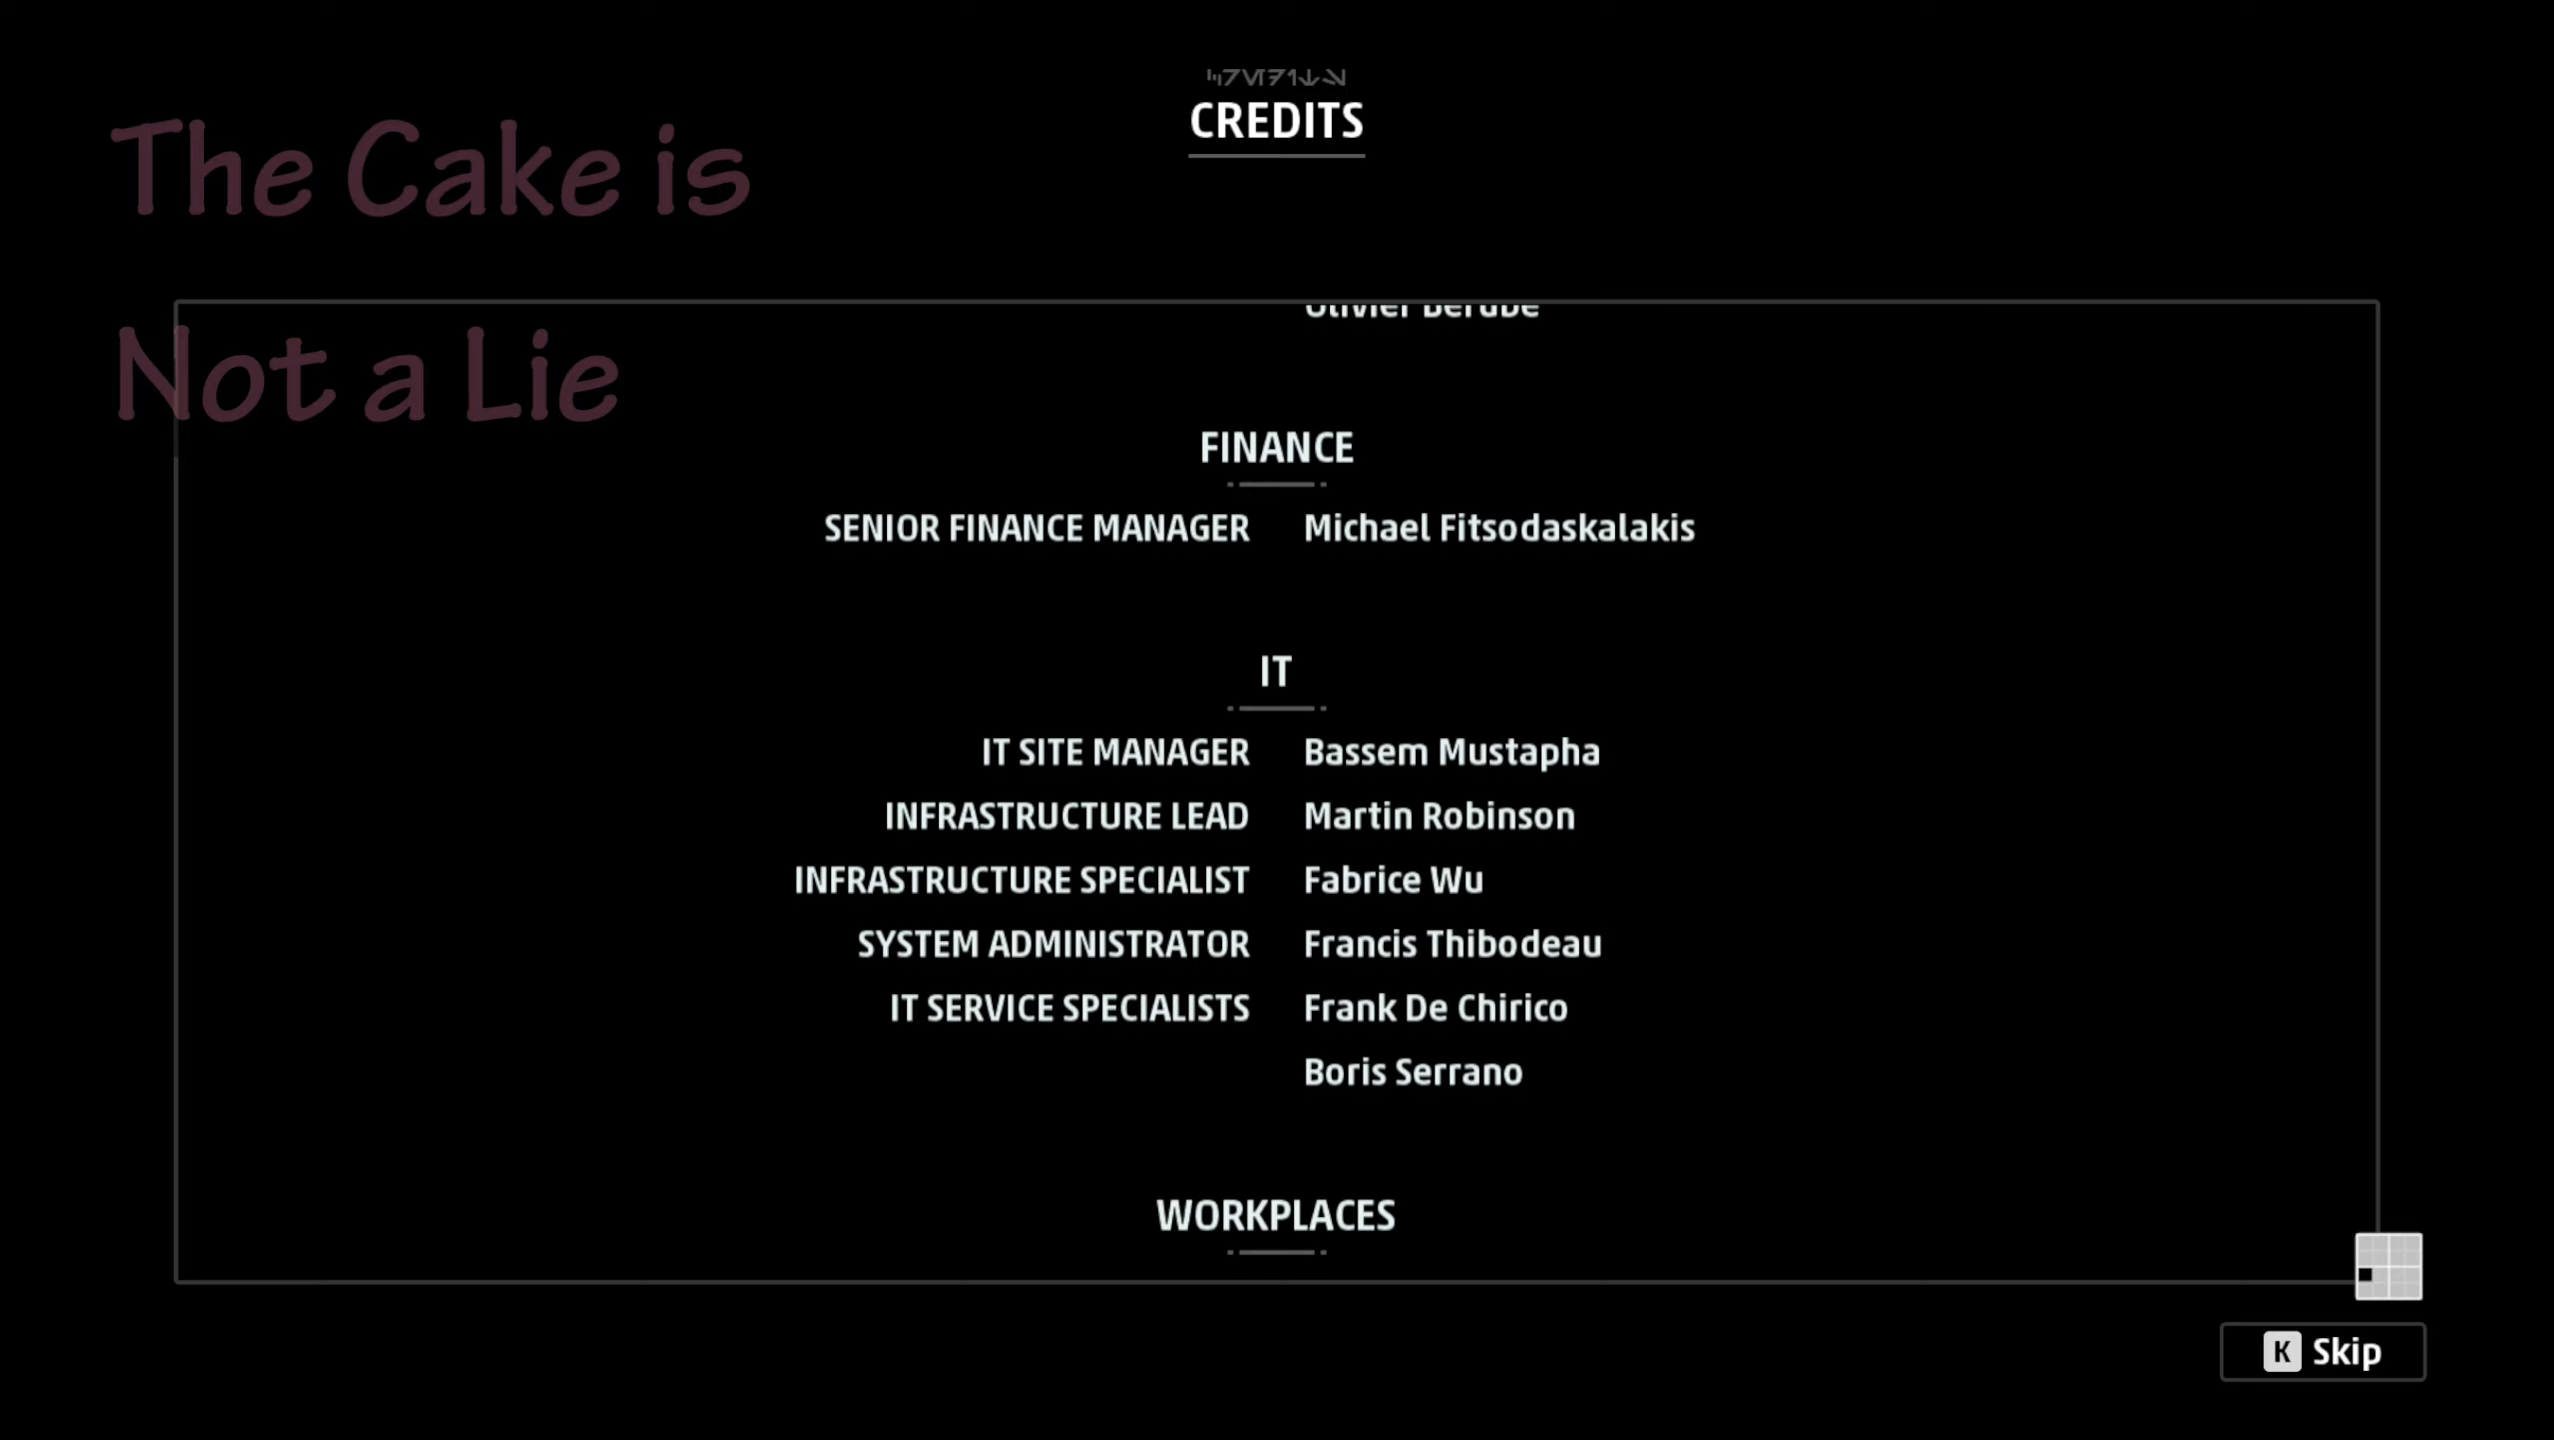 CREDITS
The Cake is
Not a Lie
FINANCE
SENIOR FINANCE MANAGER Michael Fitsodaskalakis
IT
IT SITE MANAGER Bassem Mustapha
INFRASTRUCTURE LEAD Martin Robinson
INFRASTRUCTURE SPECIALIST Fabrice Wu
SYSTEM ADMINISTRATOR Francis Thibodeau
IT SERVICE SPECIALISTS Frank De Chirico
Boris Serrano
WORKPLACES
K Skip